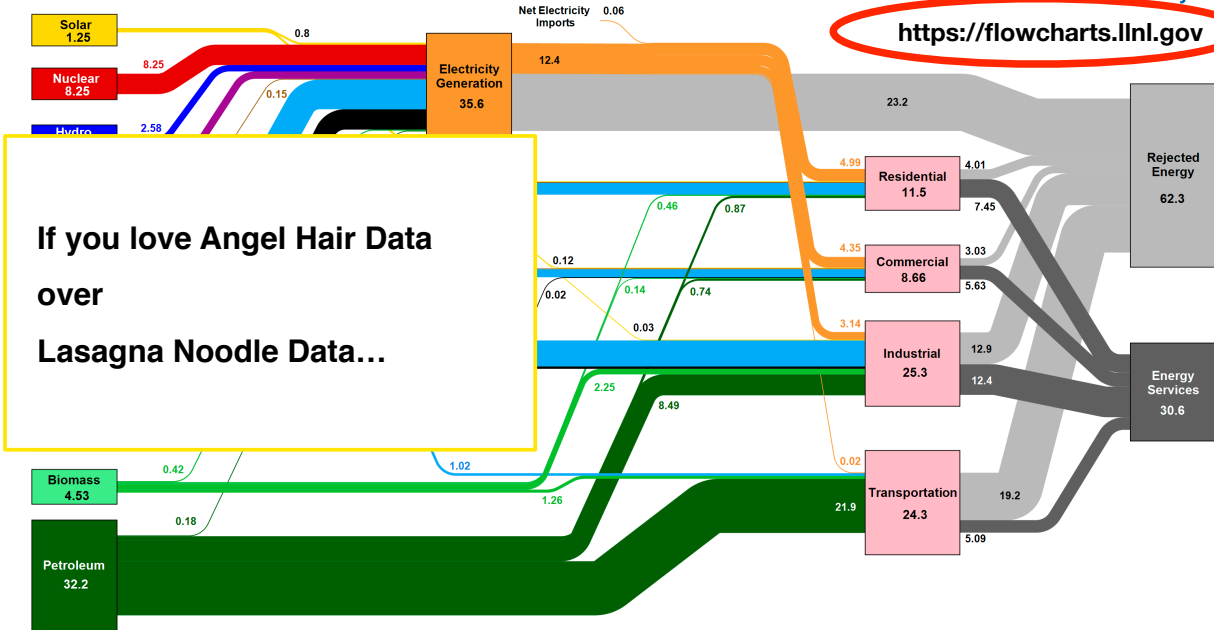 Net Electricity
Imports
0.06
https://flowcharts.llnl.gov
Solar
1.25
0.8
Nuclear
8.25
8.25
Hydro
2.58
0.15
Electricity
Generation
35.6
12.4
23.2
Rejected
Energy
62.3
4.99
Residential
11.5
4.01
7.45
0.46
0.87
If you love Angel Hair Data
over
Lasagna Noodle Data...
4.35
Commercial
8.66
3.03
5.63
0.12
0.02
0.14
0.74
0.03
3.14
Industrial
25.3
12.9
12.4
Energy
Services
30.6
2.25
8.49
0.42
1.02
Biomass
4.53
1.26
0.18
0.02
21.9
Transportation
24.3
19.2
5.09
Petroleum
32.2